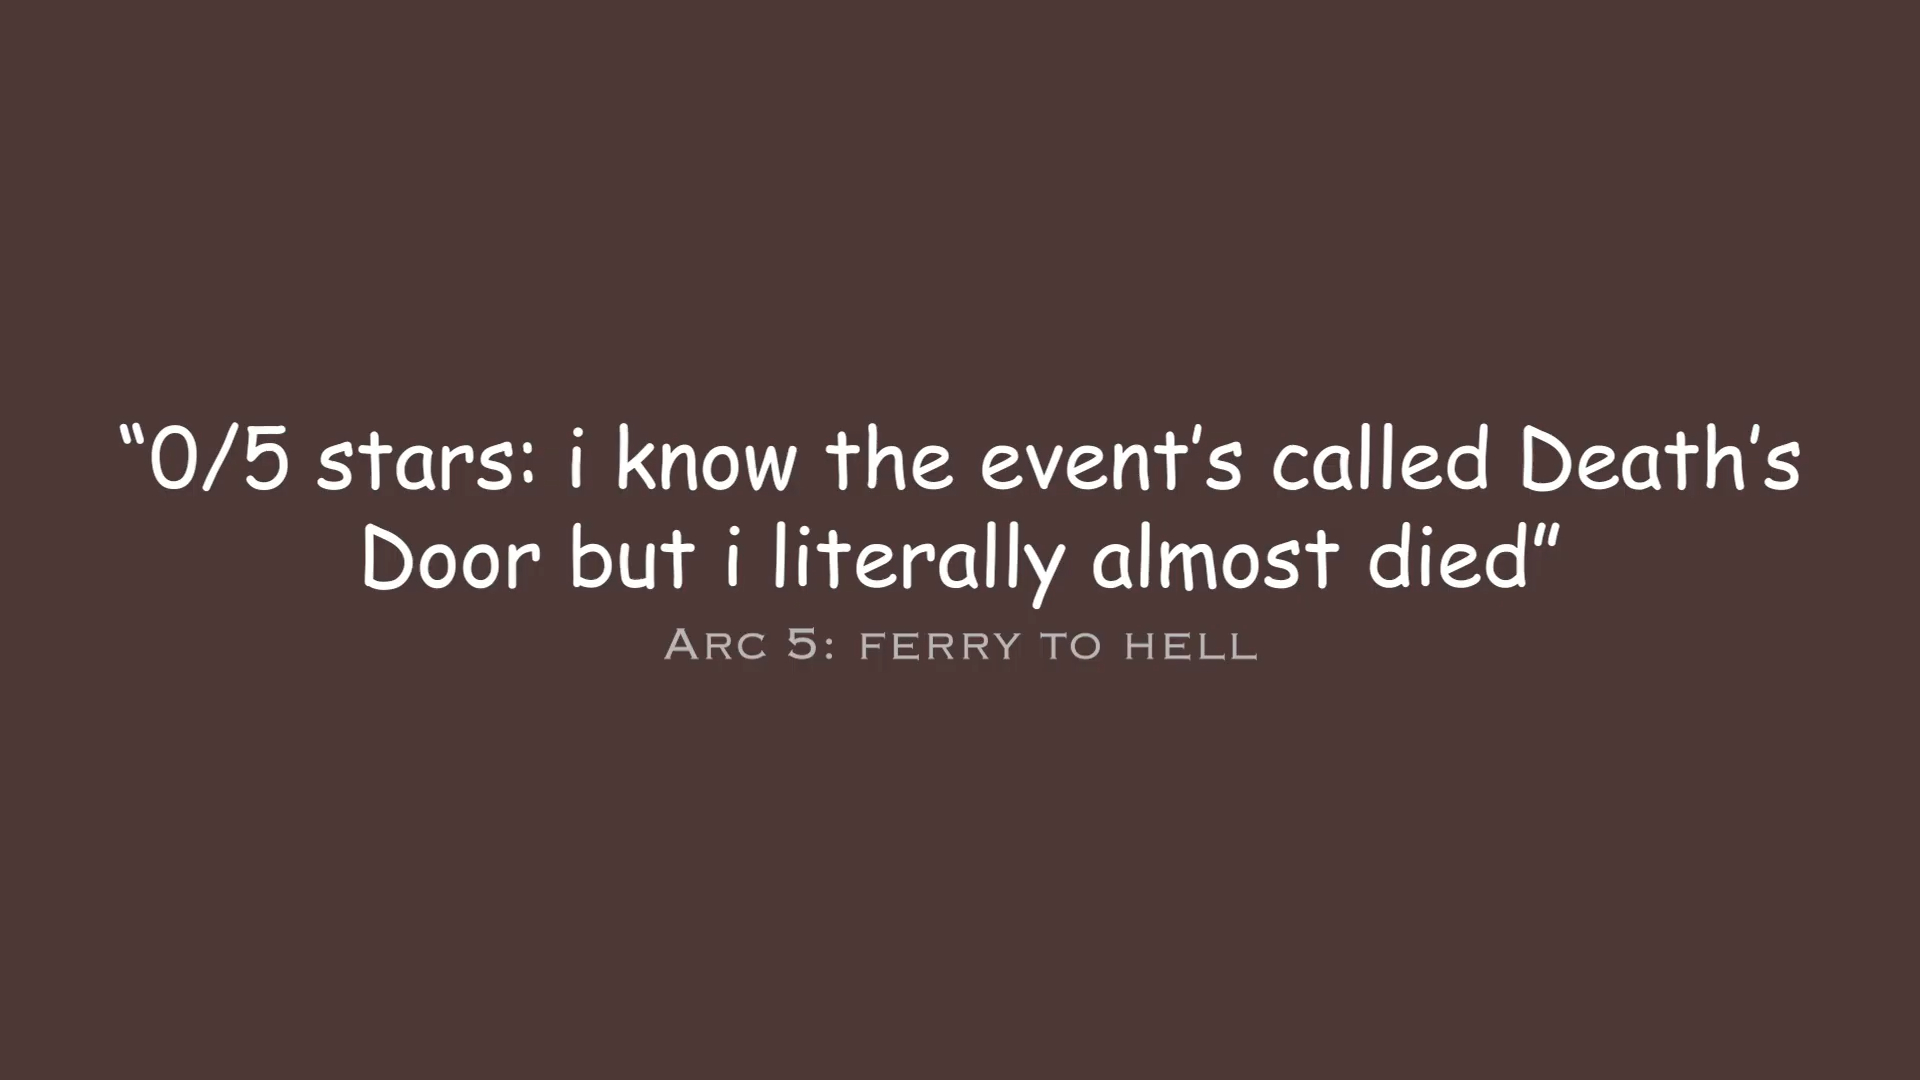 “0/5 stars: i know the event’s called Death’s
Door but i literally almost died”
Arc 5: ferry to hell